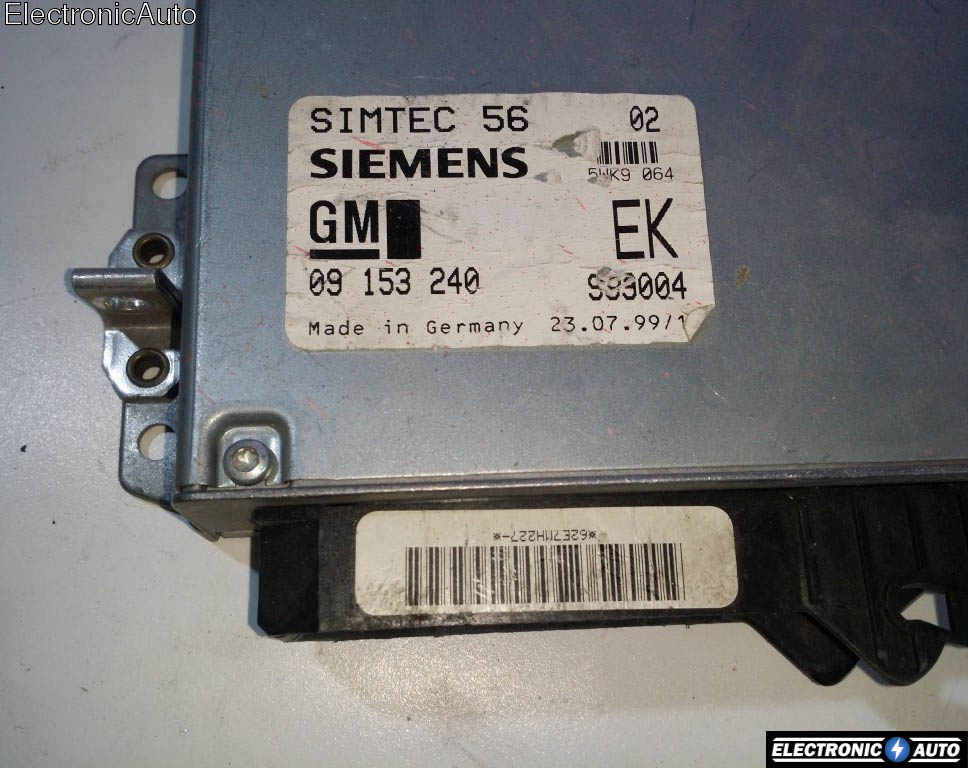 ElectronicAuto
SIMTEC 56 02
SIEMENS
5WK9 064
GM EK
09 153 240 S93004
Made in Germany 23.07.99/1
*62E7MH227-*
ELECTRONIC AUTO